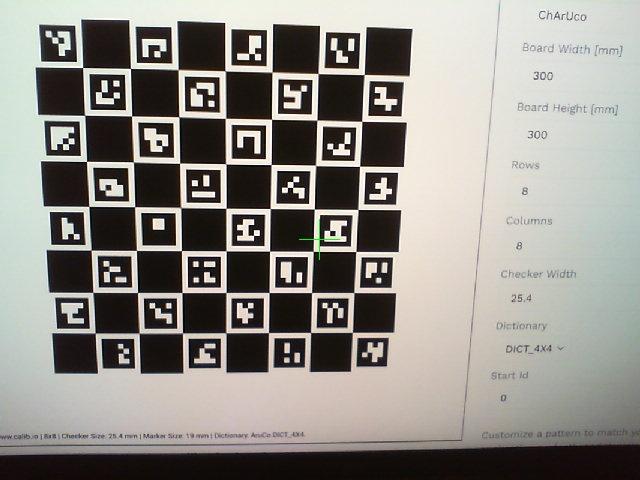 ChArUco
Board Width [mm]
300
Board Height [mm]
300
Rows
8
Columns
8
Checker Width
25.4
Dictionary
DICT_4X4
Start Id
0
www.calib.io | 8x8 | Checker Size: 25.4 mm | Marker Size: 19 mm | Dictionary: ArUco DICT_4X4.
Customize a pattern to match yo